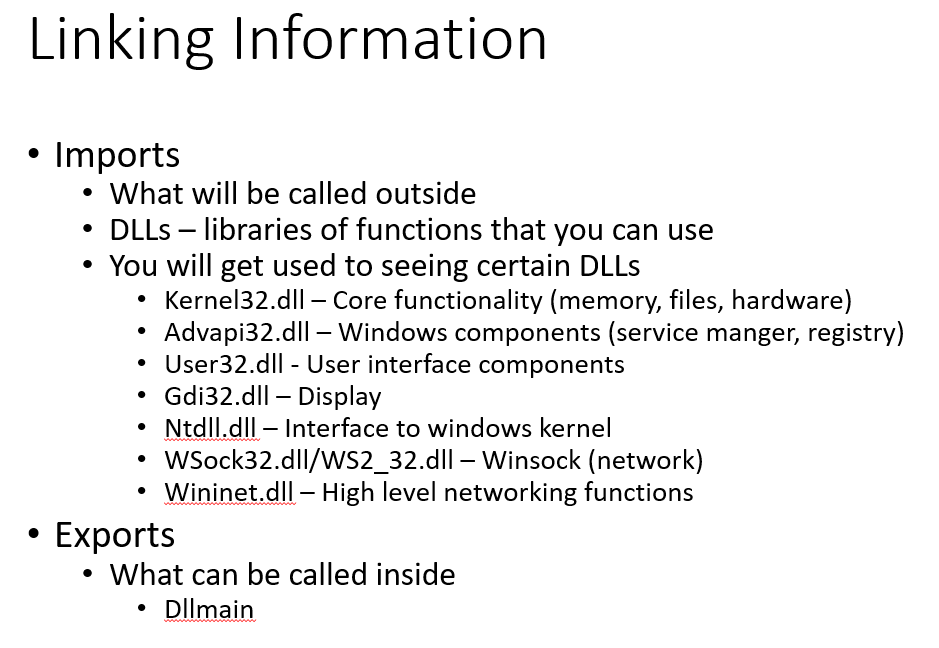 Linking Information
• Imports
• What will be called outside
• DLLs – libraries of functions that you can use
• You will get used to seeing certain DLLs
• Kernel32.dll – Core functionality (memory, files, hardware)
• Advapi32.dll – Windows components (service manger, registry)
• User32.dll - User interface components
• Gdi32.dll – Display
• Ntdll.dll – Interface to windows kernel
• WSock32.dll/WS2_32.dll – Winsock (network)
• Wininet.dll – High level networking functions
• Exports
• What can be called inside
• Dllmain